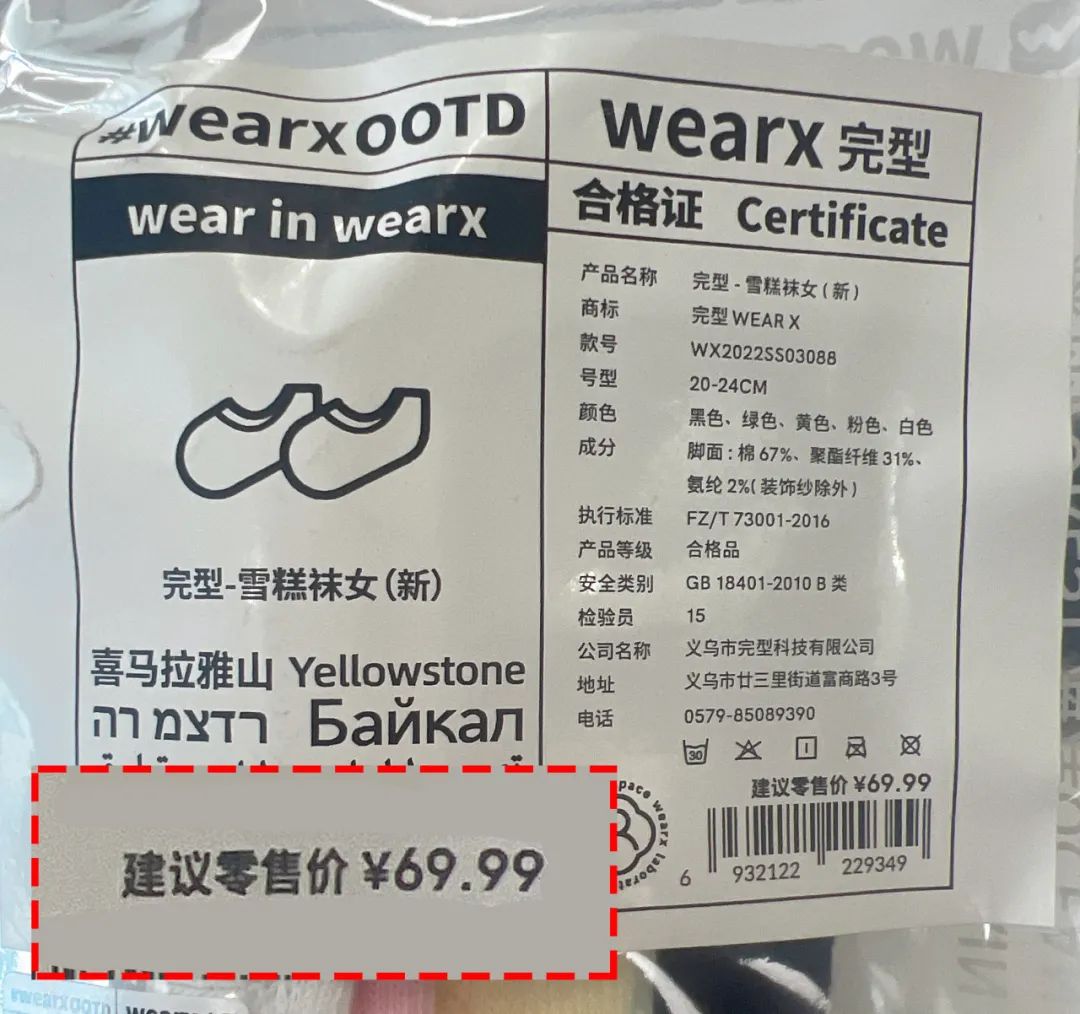 #wearxOOTD
wear in wearx
完型-雪糕袜女(新)
喜马拉雅山 Yellowstone
הר מצדה Байкал
wearx 完型
合格证 Certificate
产品名称 完型 - 雪糕袜女 ( 新 )
商标 完型 WEAR X
款号 WX2022SS03088
号型 20-24CM
颜色 黑色、绿色、黄色、粉色、白色
成分 脚面 : 棉 67%、聚酯纤维 31%、
氨纶 2%( 装饰纱除外 )
执行标准 FZ/T 73001-2016
产品等级 合格品
安全类别 GB 18401-2010 B 类
检验员 15
公司名称 义乌市完型科技有限公司
地址 义乌市廿三里街道富商路3号
电话 0579-85089390
30
建议零售价 ¥69.99
6 932122 229349
建议零售价 ¥69.99
#wearxOOTD